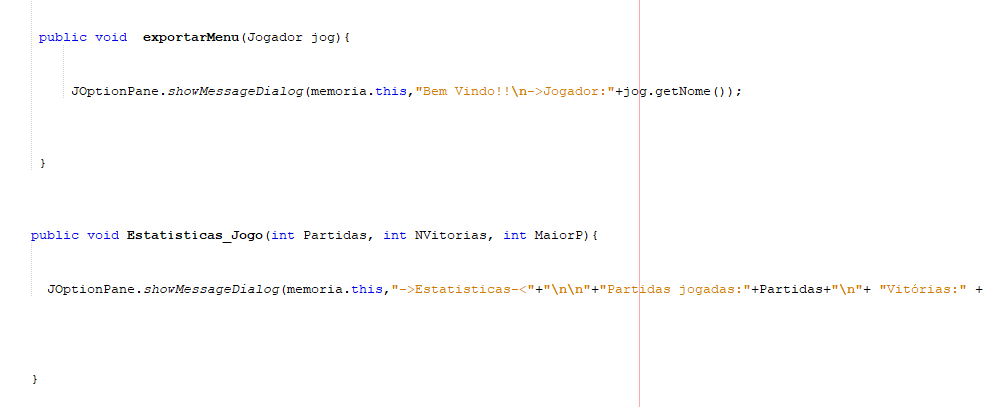 public void  exportarMenu(Jogador jog){
JOptionPane.showMessageDialog(memoria.this,"Bem Vindo!!\n->Jogador:"+jog.getNome());
}
public void Estatisticas_Jogo(int Partidas, int NVitorias, int MaiorP){
JOptionPane.showMessageDialog(memoria.this,"->Estatisticas-<"+"\n\n"+"Partidas jogadas:"+Partidas+"\n"+ "Vitórias:" +
}